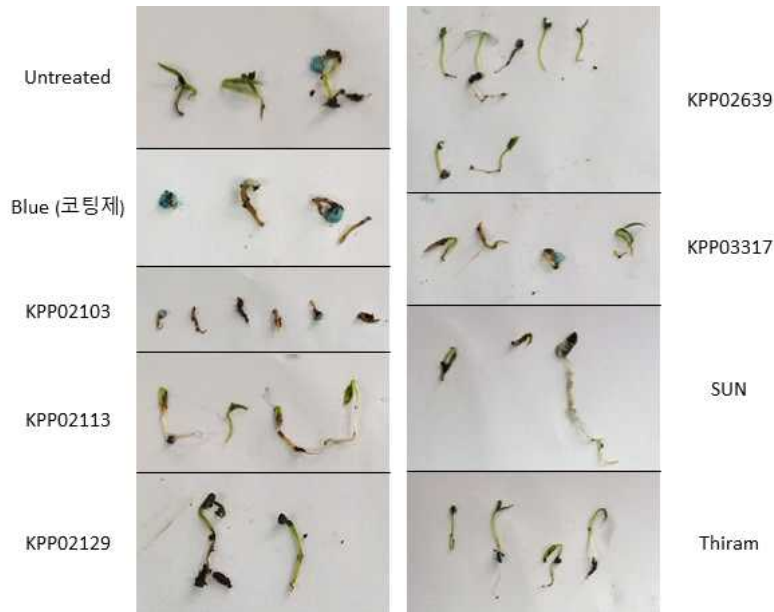 Untreated
Blue (코팅제)
KPP02103
KPP02113
KPP02129
KPP02639
KPP03317
SUN
Thiram